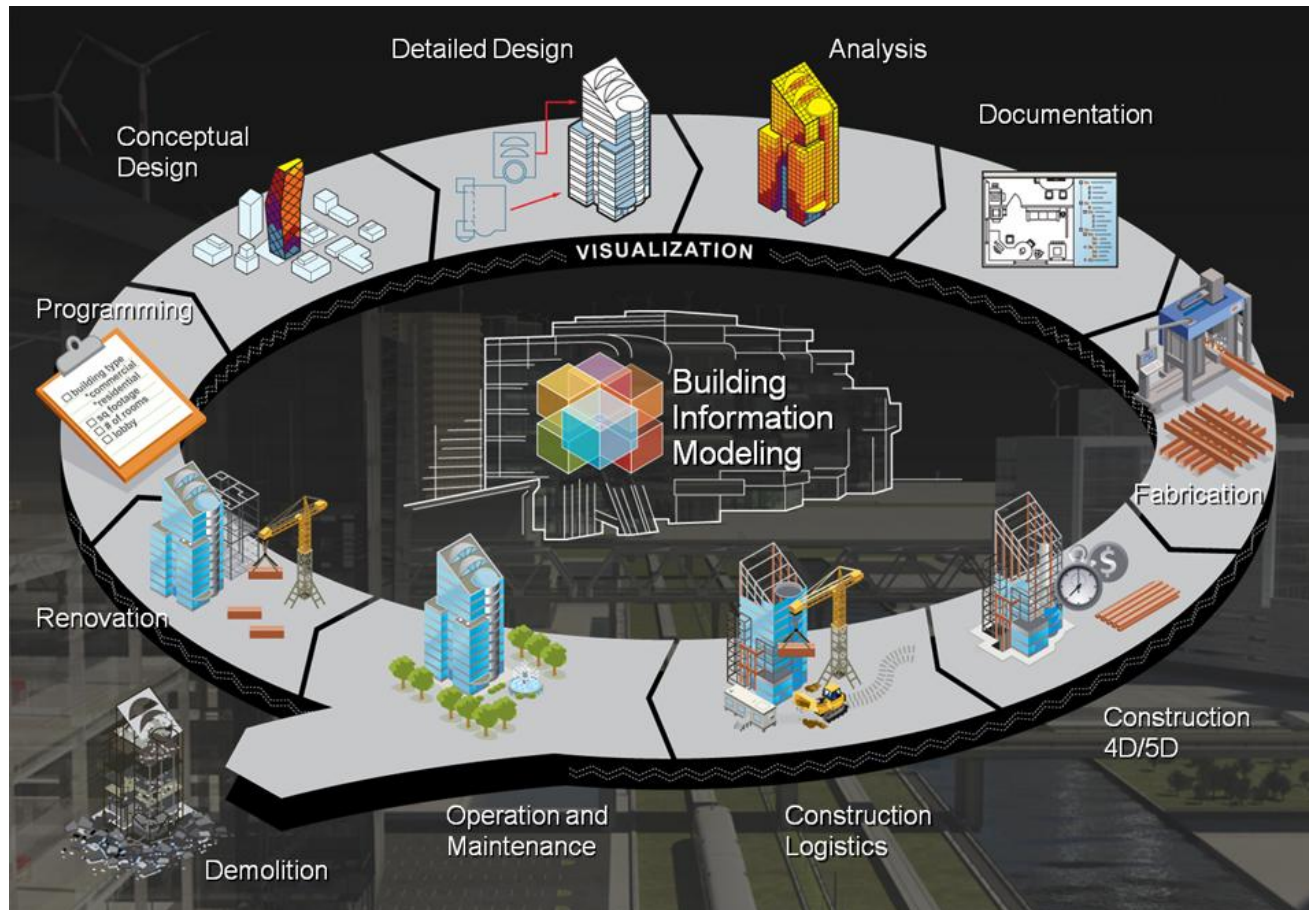 Detailed Design
Analysis
Documentation
Conceptual
Design
VISUALIZATION
Programming
building type
*commercial
*residential
sq footage
# of rooms
lobby
Building
Information
Modeling
Fabrication
$
Renovation
Construction
4D/5D
Operation and
Maintenance
Construction
Logistics
Demolition